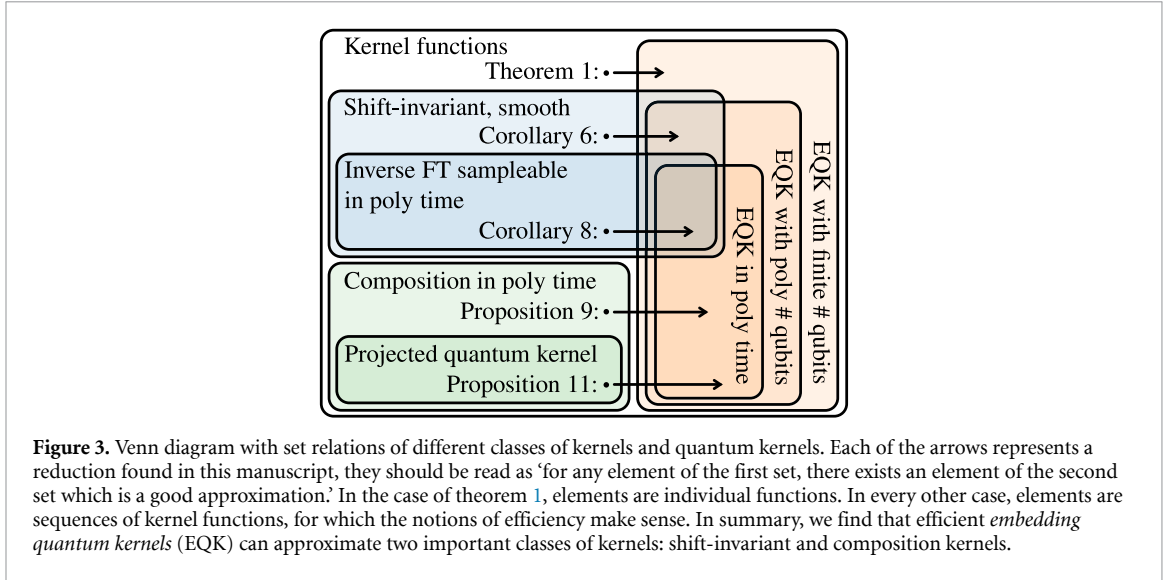 Kernel functions
Theorem 1:
Shift-invariant, smooth
Corollary 6:
Inverse FT sampleable
in poly time
Corollary 8:
Composition in poly time
Proposition 9:
Projected quantum kernel
Proposition 11:
EQK in poly time
EQK with poly # qubits
EQK with finite # qubits
Figure 3. Venn diagram with set relations of different classes of kernels and quantum kernels. Each of the arrows represents a
reduction found in this manuscript, they should be read as ‘for any element of the first set, there exists an element of the second
set which is a good approximation.’ In the case of theorem 1, elements are individual functions. In every other case, elements are
sequences of kernel functions, for which the notions of efficiency make sense. In summary, we find that efficient embedding
quantum kernels (EQK) can approximate two important classes of kernels: shift-invariant and composition kernels.